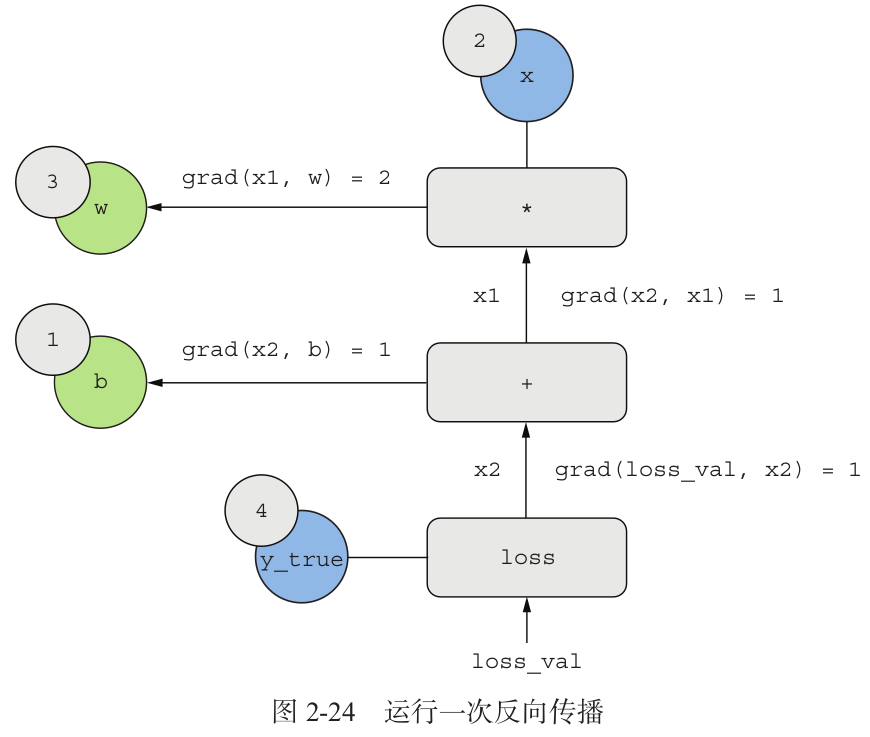 2
x
3
w
grad(x1, w) = 2
*
x1
grad(x2, x1) = 1
1
b
grad(x2, b) = 1
+
x2
grad(loss_val, x2) = 1
4
y_true
loss
loss_val
图 2-24 运行一次反向传播